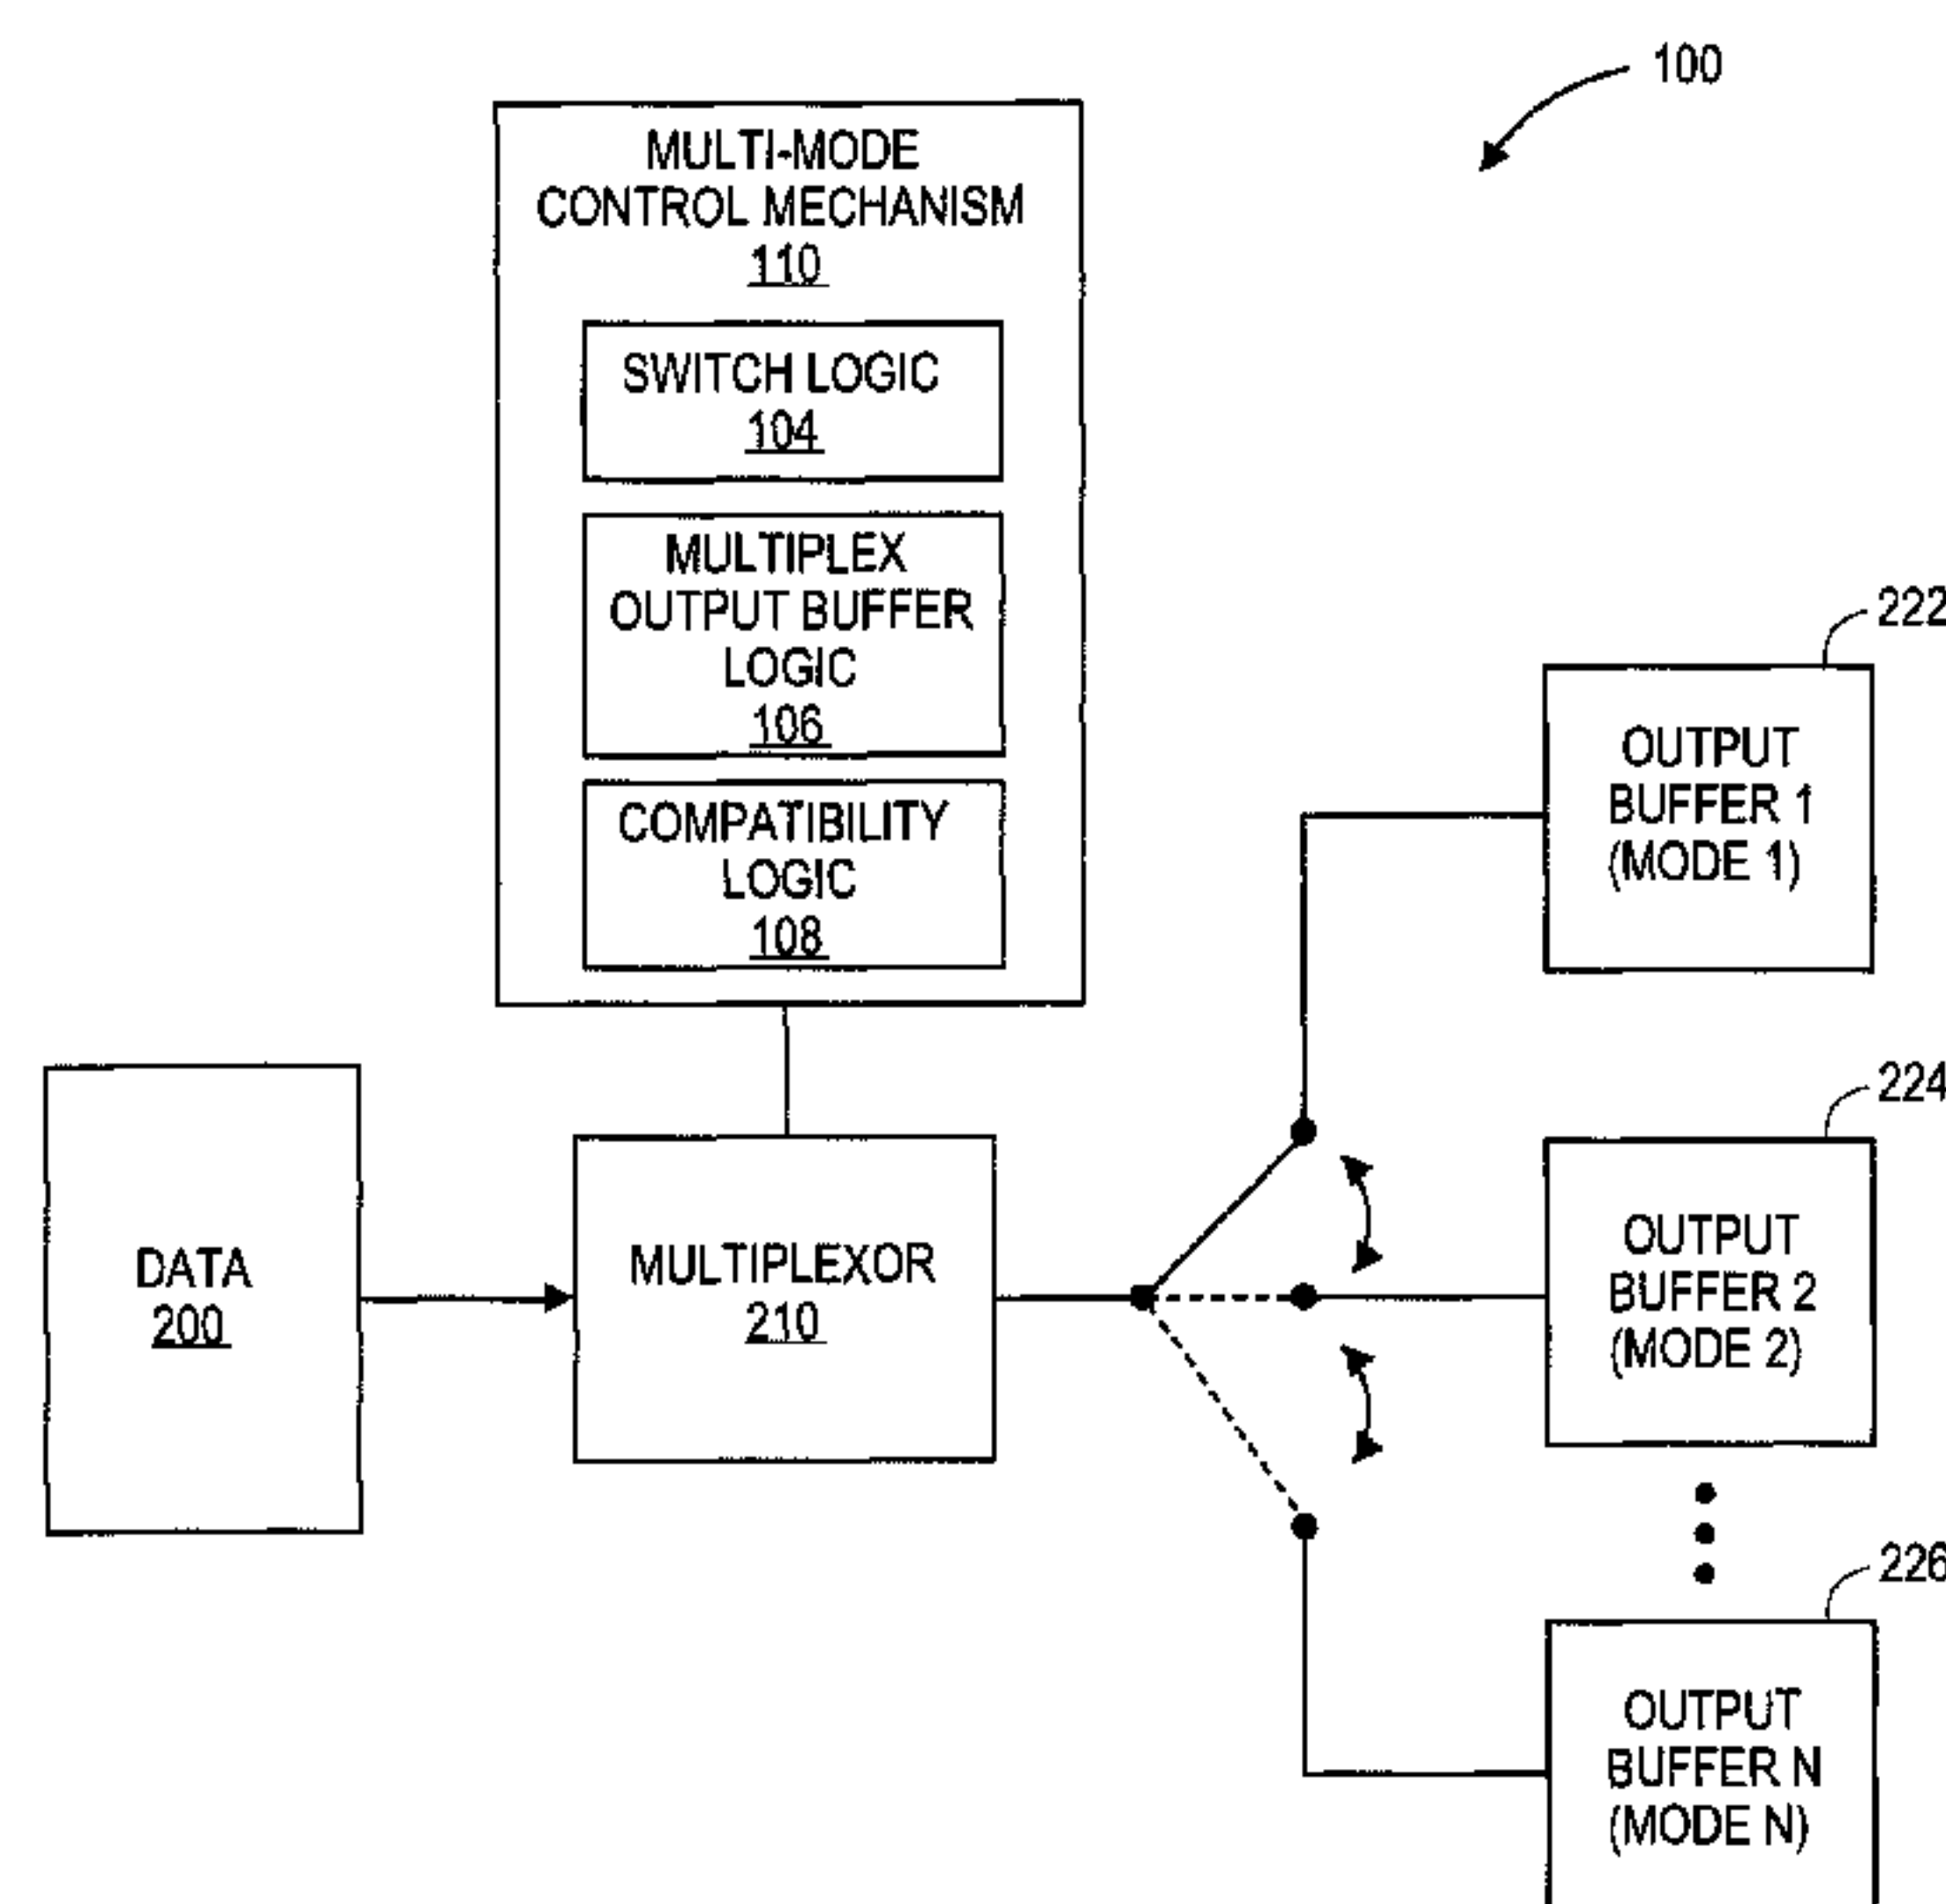 100
MULTI-MODE
CONTROL MECHANISM
110
SWITCH LOGIC
104
MULTIPLEX
OUTPUT BUFFER
LOGIC
106
COMPATIBILITY
LOGIC
108
DATA
200
MULTIPLEXOR
210
222
OUTPUT
BUFFER 1
(MODE 1)
224
OUTPUT
BUFFER 2
(MODE 2)
226
OUTPUT
BUFFER N
(MODE N)